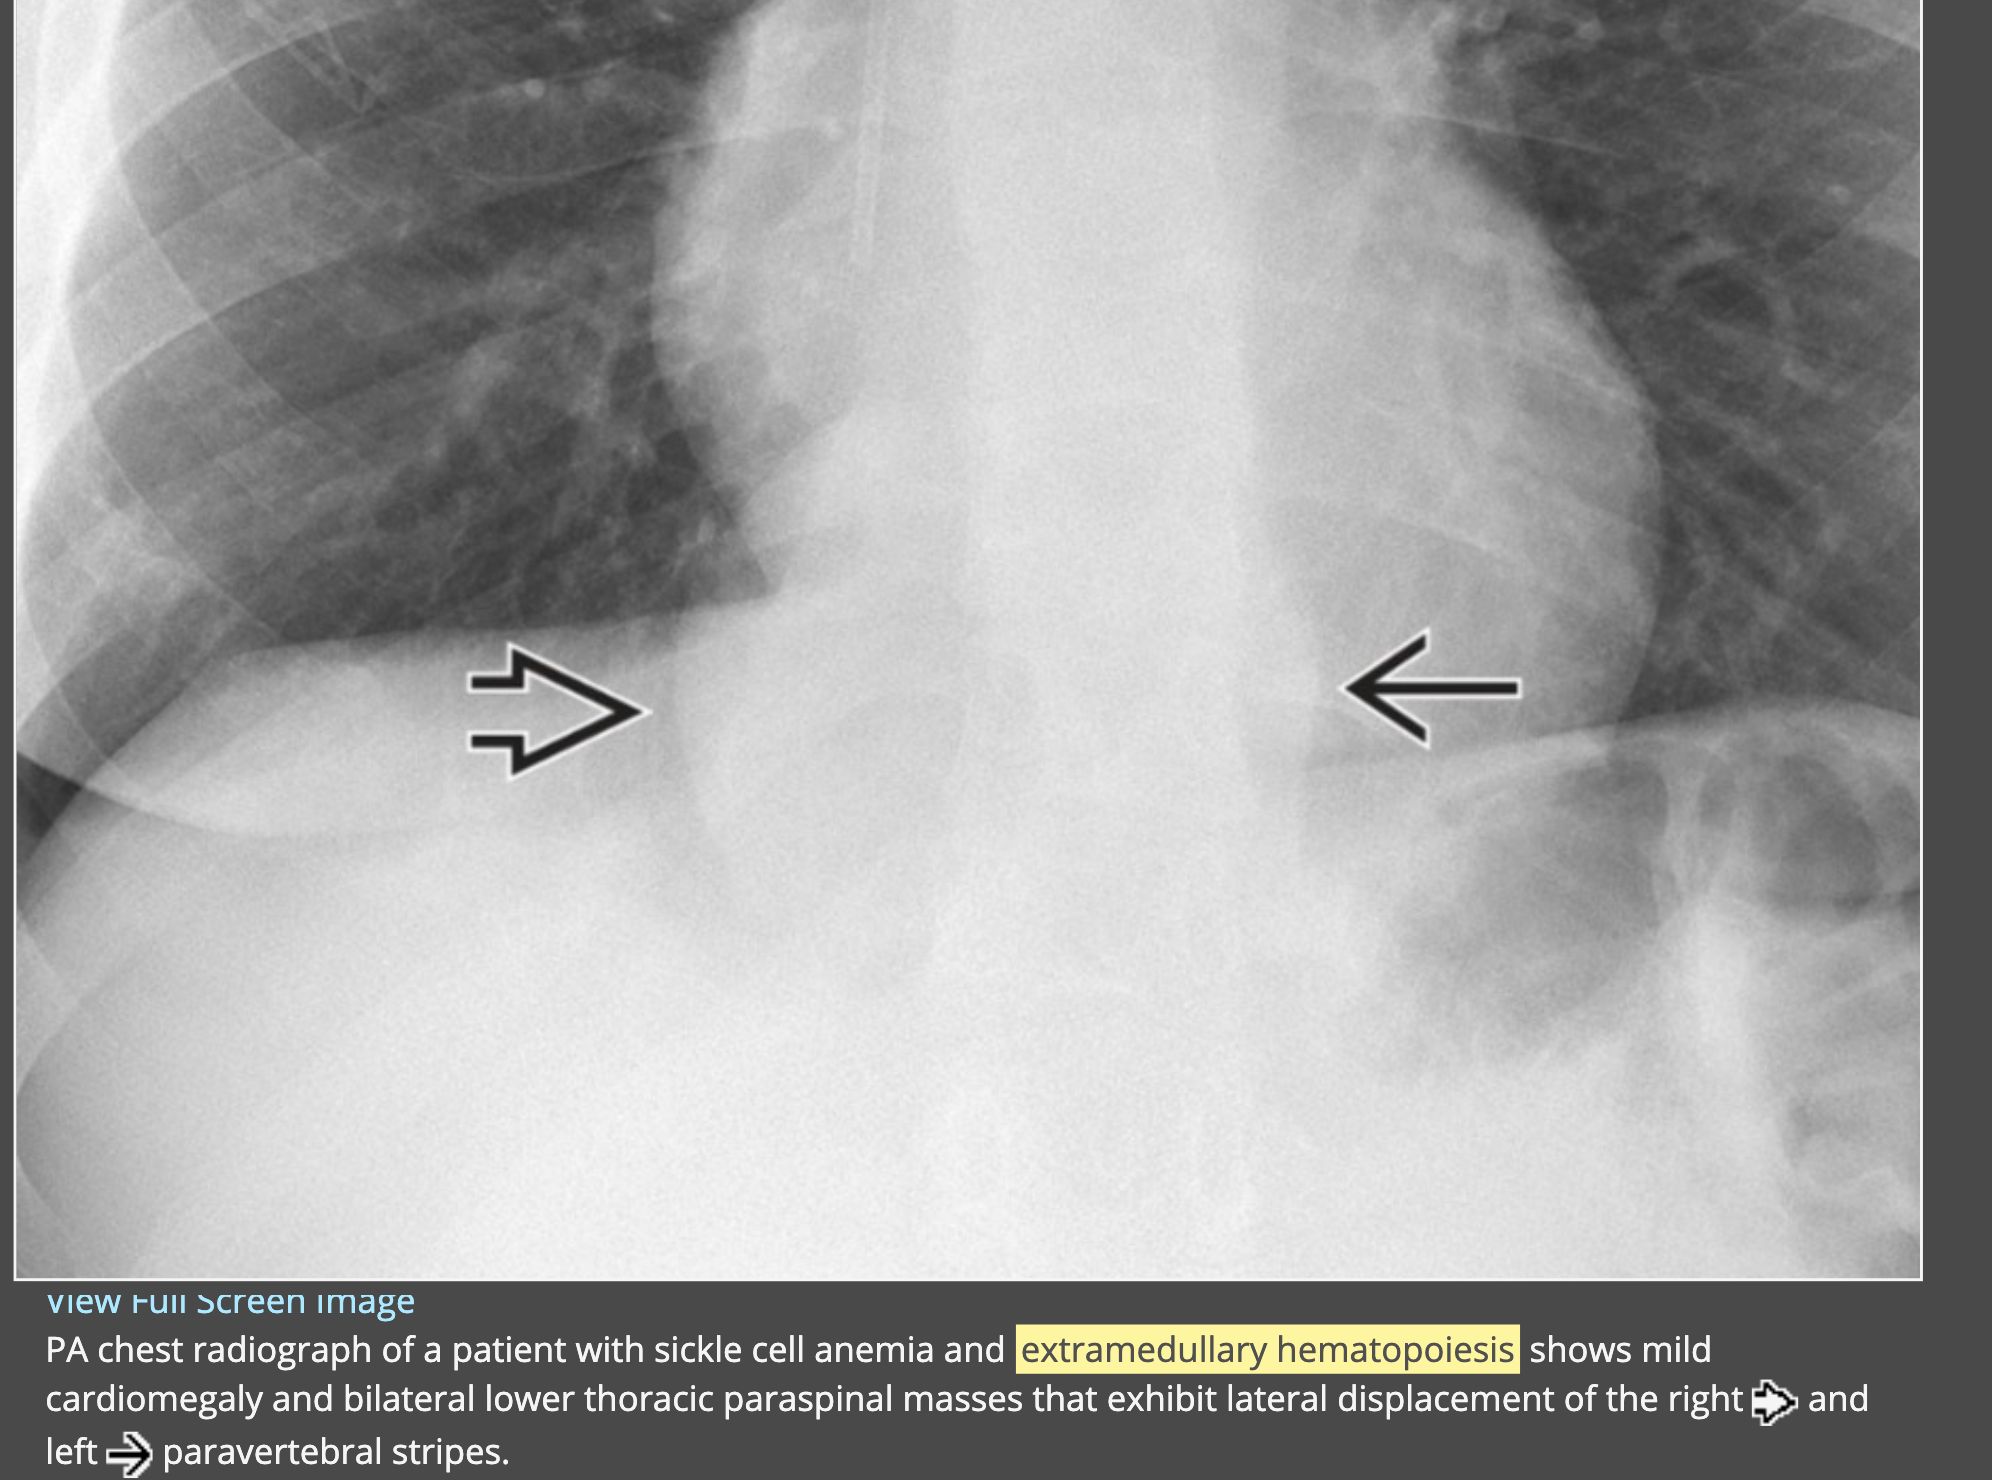 View Full Screen Image
PA chest radiograph of a patient with sickle cell anemia and extramedullary hematopoiesis shows mild
cardiomegaly and bilateral lower thoracic paraspinal masses that exhibit lateral displacement of the right and
left paravertebral stripes.